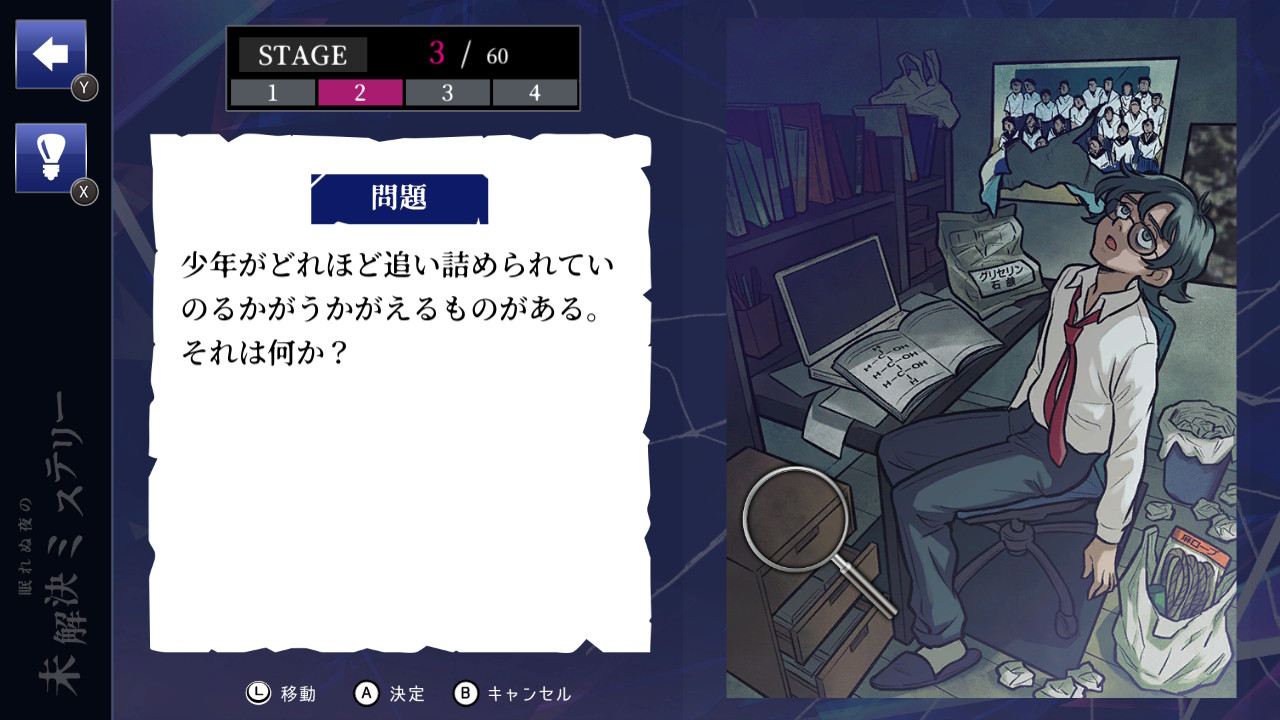 Y
X
STAGE 3 / 60
1 2 3 4
問題
少年がどれほど追い詰められてい
のるかがうかがえるものがある。
それは何か？
眠れぬ夜の
未解決ミステリー
グリセリン
石鹸
H
H-C-OH
H-C-OH
H-C-OH
H
麻ロープ
L 移動 A 決定 B キャンセル